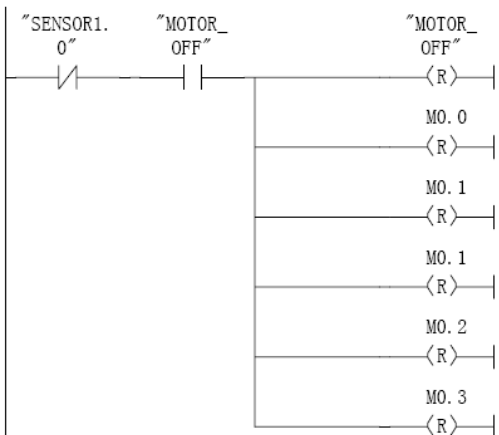 "SENSOR1. "MOTOR_ "MOTOR_
0" OFF" OFF"
(R)
M0.0
(R)
M0.1
(R)
M0.1
(R)
M0.2
(R)
M0.3
(R)